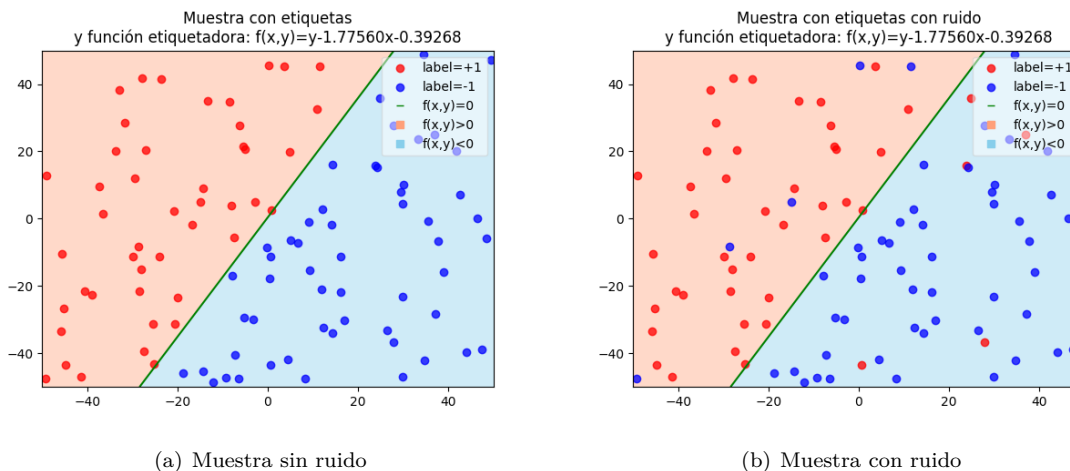 Muestra con etiquetas
y función etiquetadora: f(x,y)=y-1.77560x-0.39268
label=+1
label=-1
f(x,y)=0
f(x,y)>0
f(x,y)<0
40
20
0
−20
−40
−40 −20 0 20 40
(a) Muestra sin ruido
Muestra con etiquetas con ruido
y función etiquetadora: f(x,y)=y-1.77560x-0.39268
label=+1
label=-1
f(x,y)=0
f(x,y)>0
f(x,y)<0
40
20
0
−20
−40
−40 −20 0 20 40
(b) Muestra con ruido